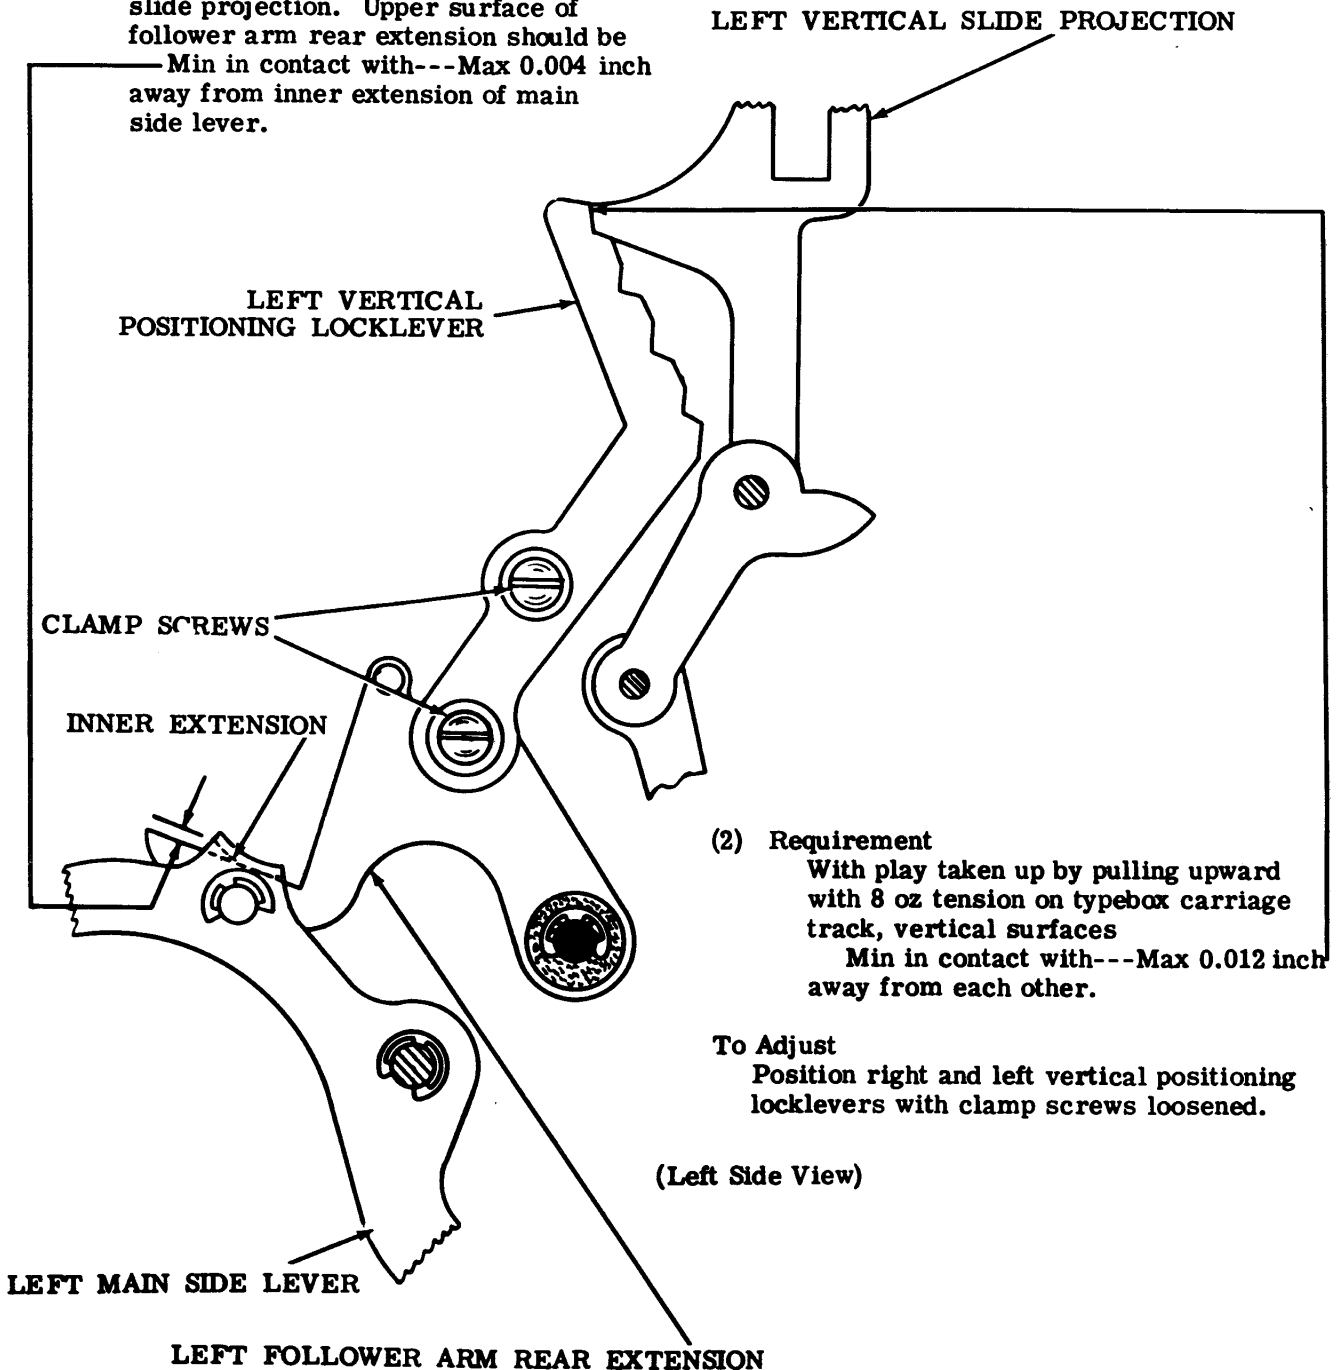 slide projection. Upper surface of
follower arm rear extension should be
Min in contact with---Max 0.004 inch
away from inner extension of main
side lever.
LEFT VERTICAL SLIDE PROJECTION
LEFT VERTICAL
POSITIONING LOCKLEVER
CLAMP SCREWS
INNER EXTENSION
(2) Requirement
With play taken up by pulling upward
with 8 oz tension on typebox carriage
track, vertical surfaces
Min in contact with---Max 0.012 inch
away from each other.
To Adjust
Position right and left vertical positioning
locklevers with clamp screws loosened.
(Left Side View)
LEFT MAIN SIDE LEVER
LEFT FOLLOWER ARM REAR EXTENSION